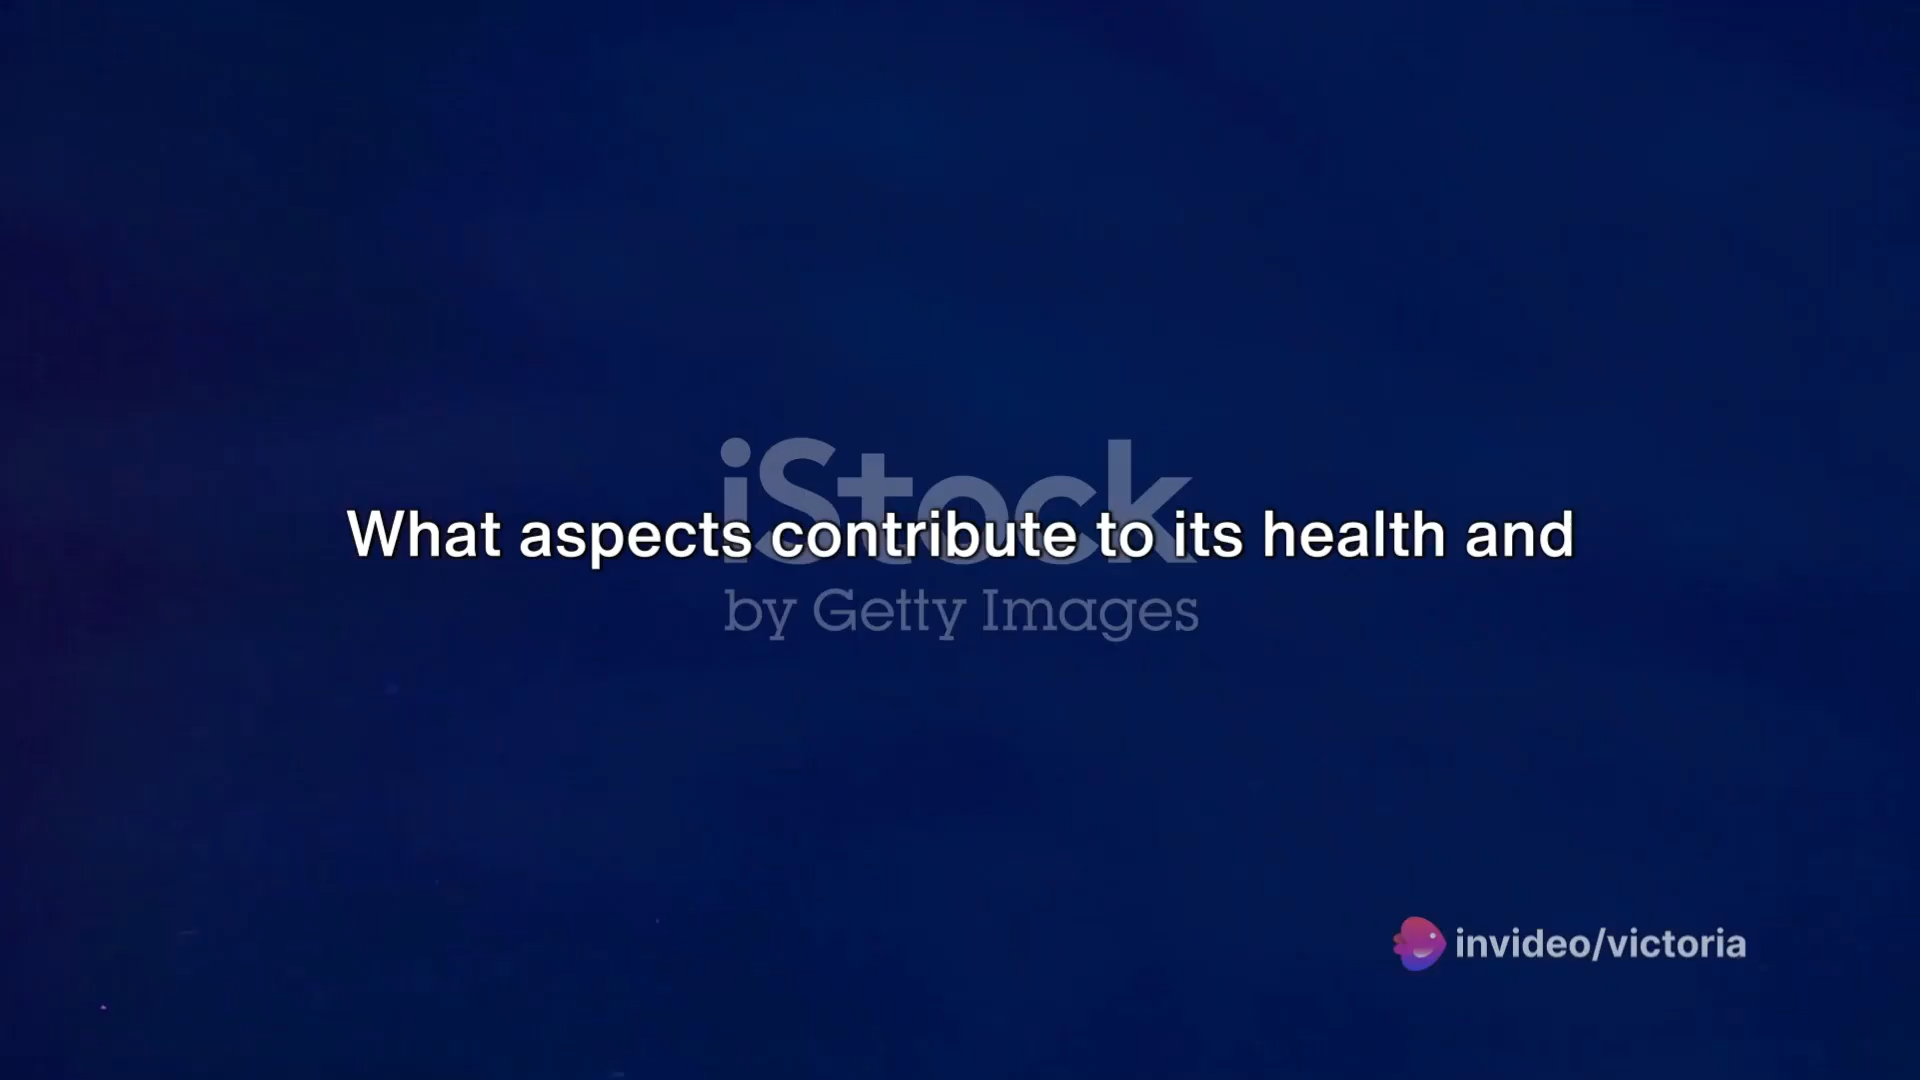 iStock
What aspects contribute to its health and
by Getty Images
invideo/victoria